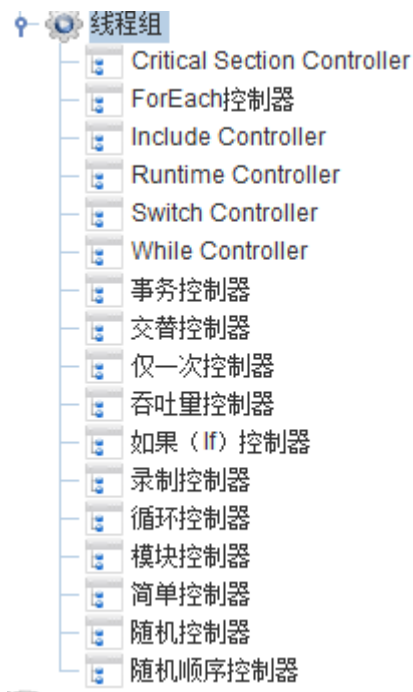 线程组
Critical Section Controller
ForEach控制器
Include Controller
Runtime Controller
Switch Controller
While Controller
事务控制器
交替控制器
仅一次控制器
吞吐量控制器
如果（If）控制器
录制控制器
循环控制器
模块控制器
简单控制器
随机控制器
随机顺序控制器